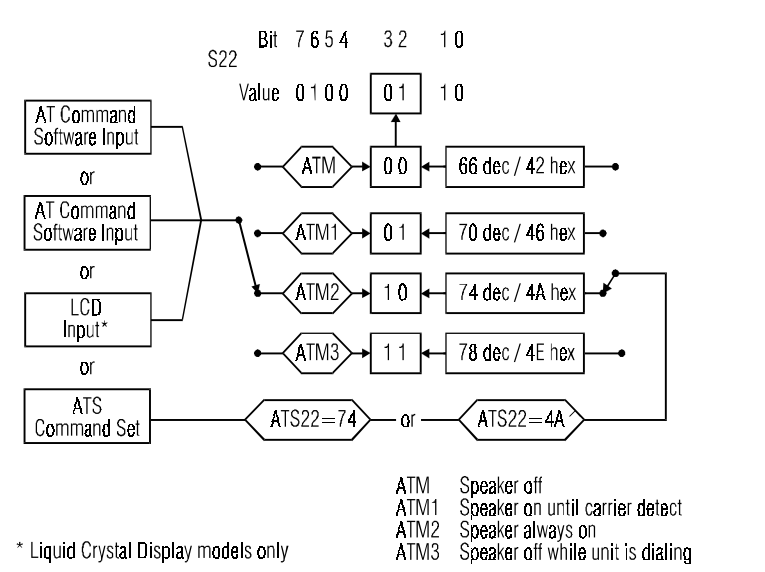 Bit 7 6 5 4 3 2 1 0
S22
Value 0 1 0 0 0 1 1 0
AT Command
Software Input
or
AT Command
Software Input
or
LCD
Input*
or
ATS
Command Set
ATM 0 0 66 dec / 42 hex
ATM1 0 1 70 dec / 46 hex
ATM2 1 0 74 dec / 4A hex
ATM3 1 1 78 dec / 4E hex
ATS22=74 or ATS22=4A
ATM Speaker off
ATM1 Speaker on until carrier detect
ATM2 Speaker always on
ATM3 Speaker off while unit is dialing
* Liquid Crystal Display models only